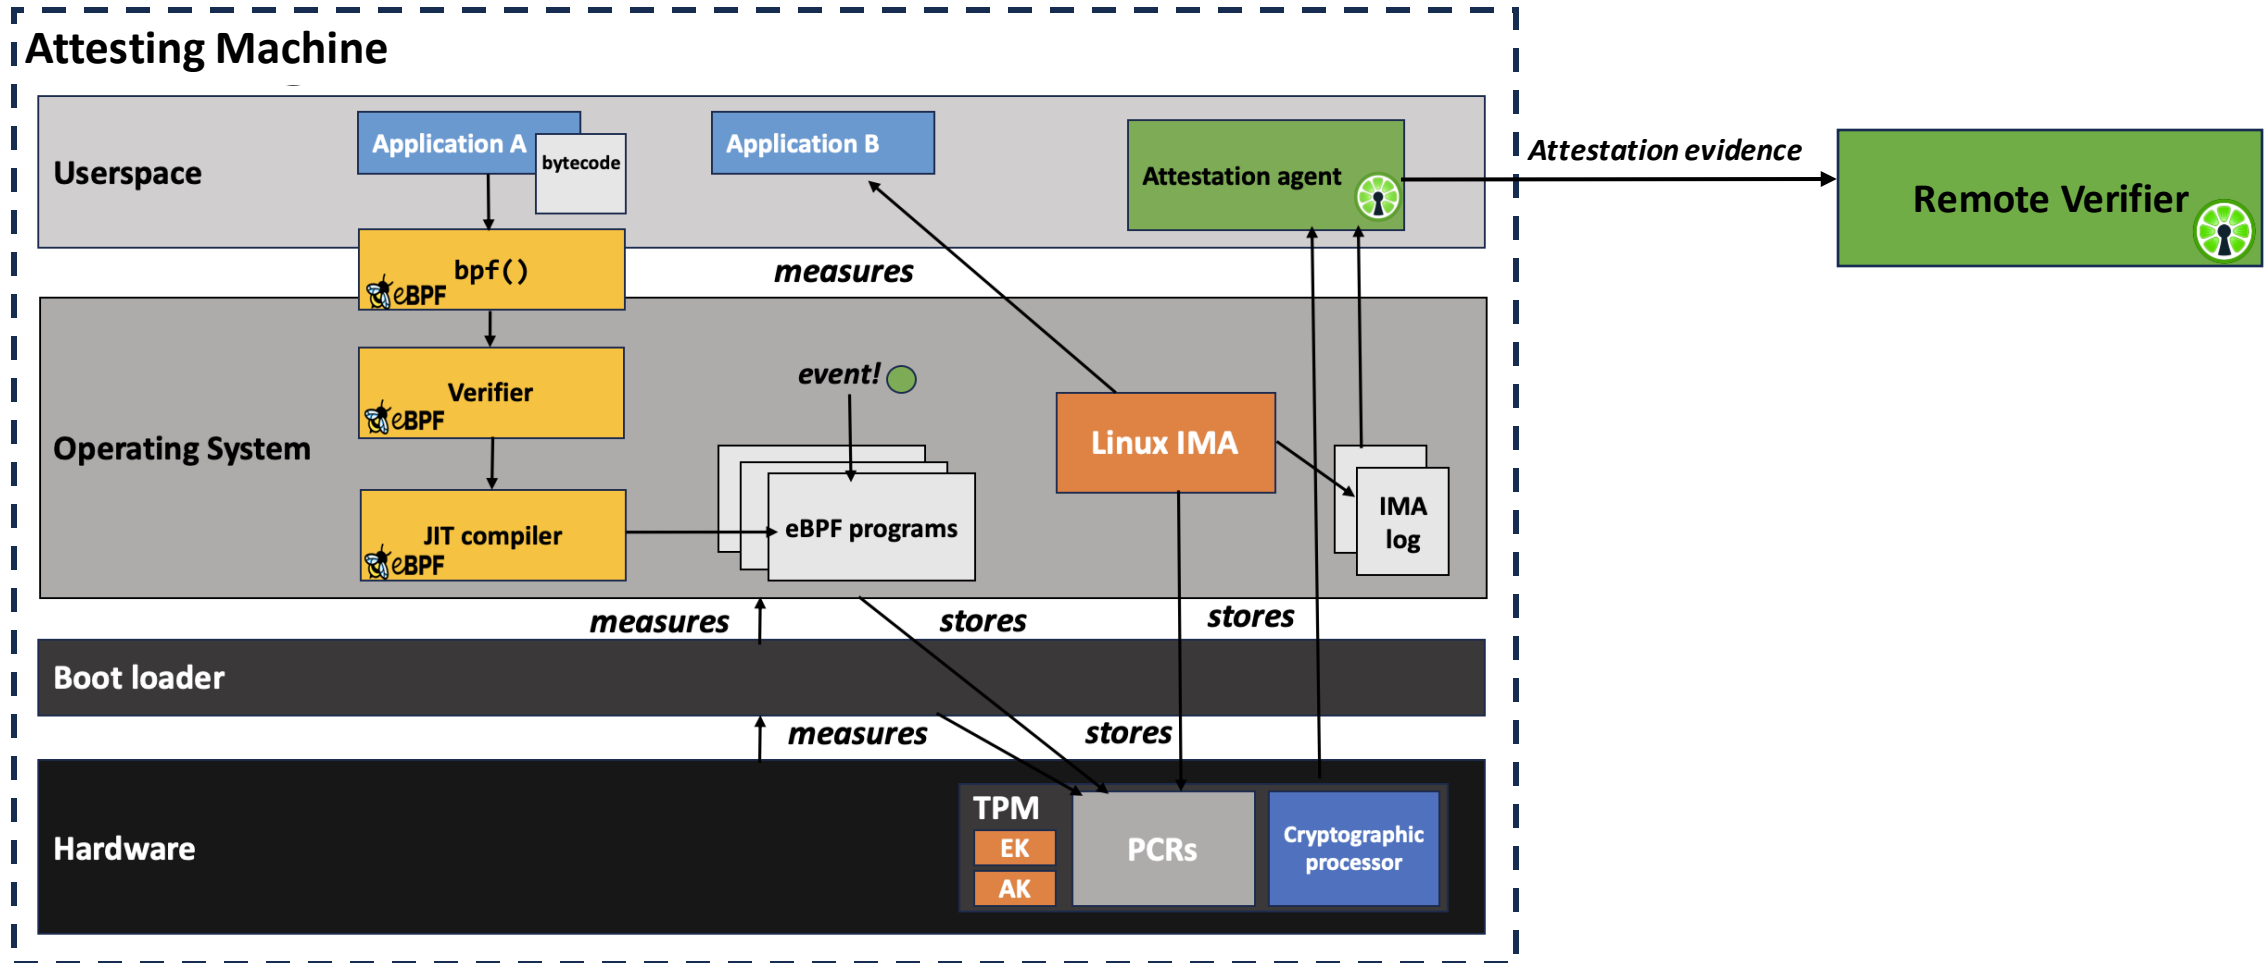 Attesting Machine
Userspace
Application A
bytecode
Application B
Attestation agent
Attestation evidence
Remote Verifier
bpf()
eBPF
measures
Operating System
Verifier
eBPF
event!
Linux IMA
JIT compiler
eBPF
eBPF programs
IMA
log
measures
stores
stores
Boot loader
measures
stores
Hardware
TPM
EK
AK
PCRs
Cryptographic
processor